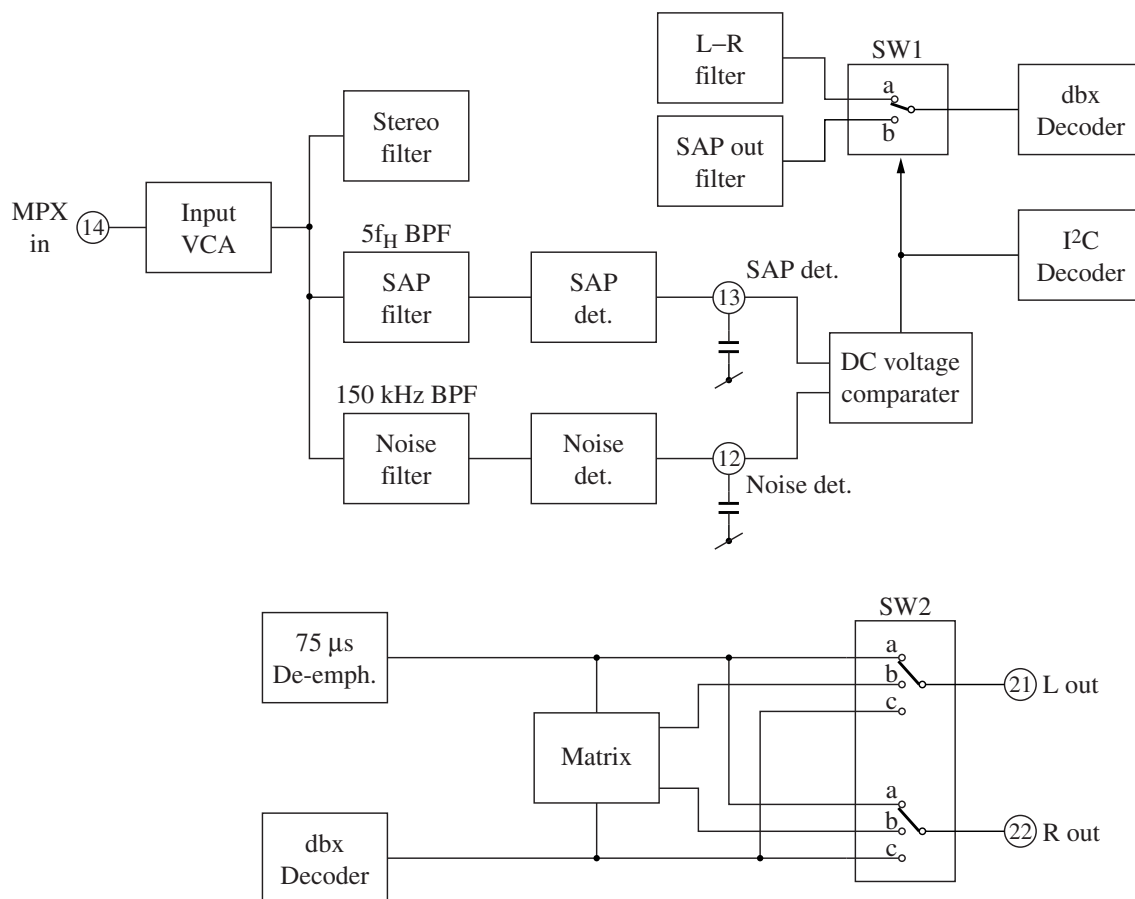 L–R
filter
SW1
a
b
dbx
Decoder
SAP out
filter
Stereo
filter
MPX
in
14
Input
VCA
5fH BPF
SAP
filter
SAP
det.
13
SAP det.
I²C
Decoder
DC voltage
comparater
150 kHz BPF
Noise
filter
Noise
det.
12
Noise det.
SW2
75 μs
De-emph.
a
b
c
21 L out
Matrix
a
b
c
22 R out
dbx
Decoder